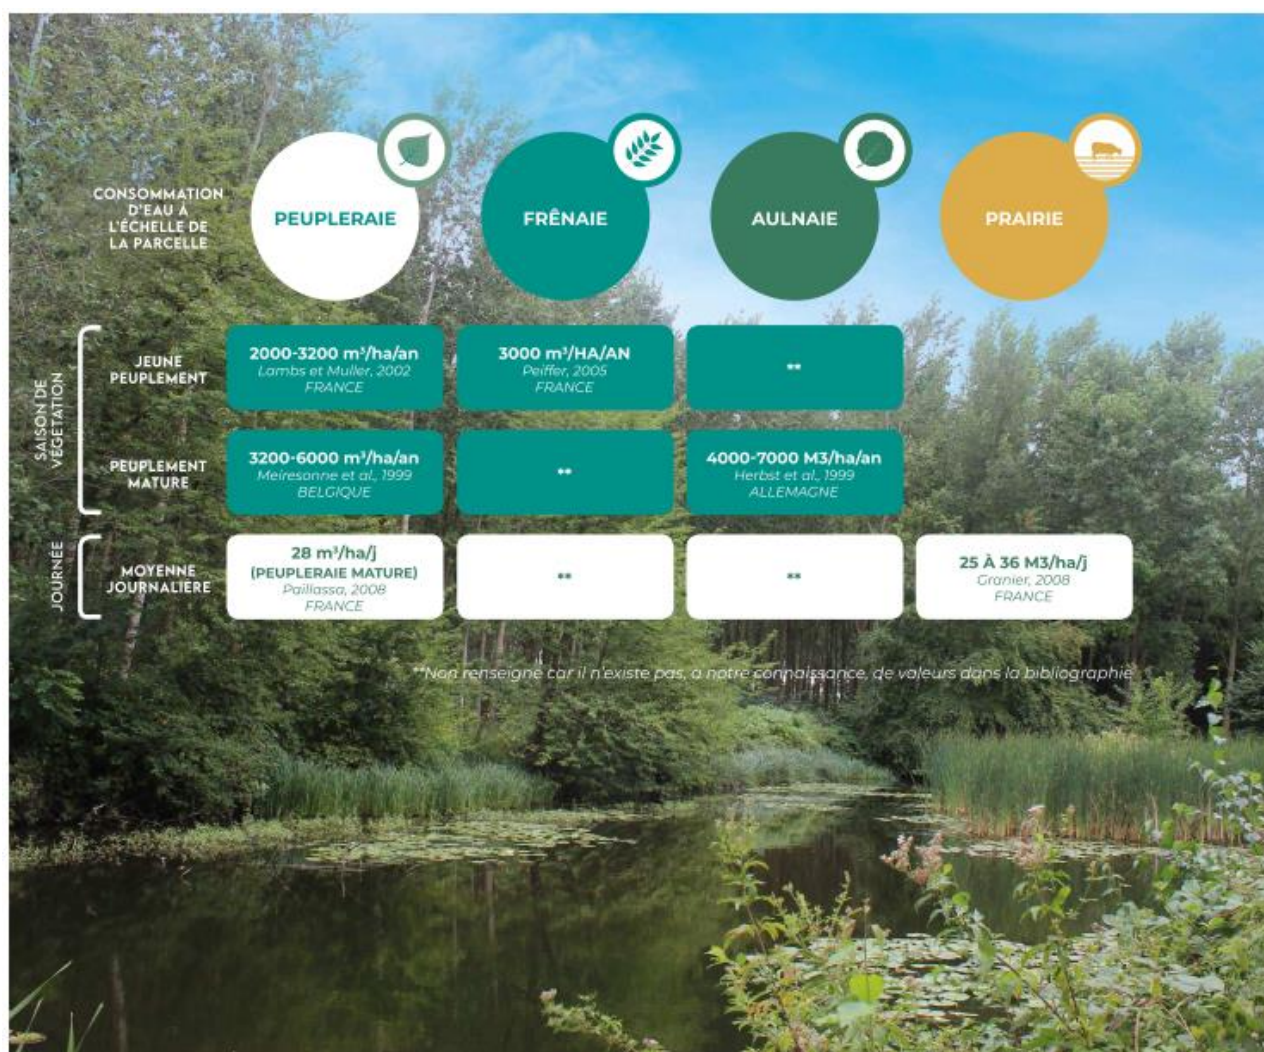 CONSOMMATION
D'EAU À
L'ÉCHELLE DE
LA PARCELLE
PEUPLERAIE
FRÊNAIE
AULNAIE
PRAIRIE
SAISON DE
VÉGÉTATION
JEUNE
PEUPLEMENT
2000-3200 m³/ha/an
Lambs et Muller, 2002
FRANCE
3000 m³/HA/AN
Peiffer, 2005
FRANCE
**
PEUPLEMENT
MATURE
3200-6000 m³/ha/an
Meiresonne et al., 1999
BELGIQUE
**
4000-7000 M3/ha/an
Herbst et al., 1999
ALLEMAGNE
JOURNÉE
MOYENNE
JOURNALIÈRE
28 m³/ha/j
(PEUPLERAIE MATURE)
Paillassa, 2008
FRANCE
**
**
25 À 36 M3/ha/j
Granier, 2008
FRANCE
**Non renseigné car il n'existe pas, à notre connaissance, de valeurs dans la bibliographie